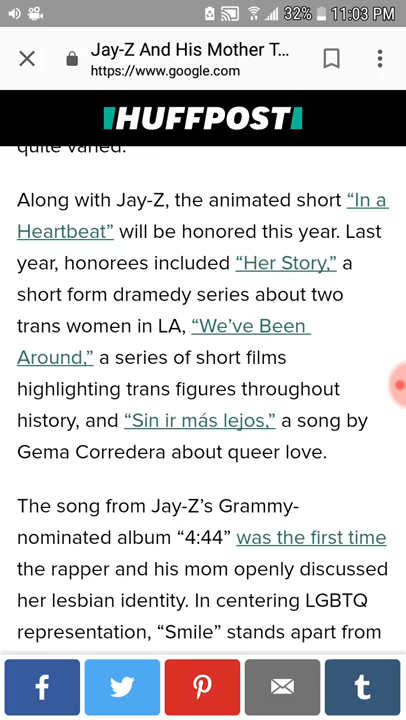 32% 11:03 PM
Jay-Z And His Mother T...
https://www.google.com
HUFFPOST
quite varied.
Along with Jay-Z, the animated short “In a
Heartbeat” will be honored this year. Last
year, honorees included “Her Story,” a
short form dramedy series about two
trans women in LA, “We’ve Been
Around,” a series of short films
highlighting trans figures throughout
history, and “Sin ir más lejos,” a song by
Gema Corredera about queer love.
The song from Jay-Z’s Grammy-
nominated album “4:44” was the first time
the rapper and his mom openly discussed
her lesbian identity. In centering LGBTQ
representation, “Smile” stands apart from